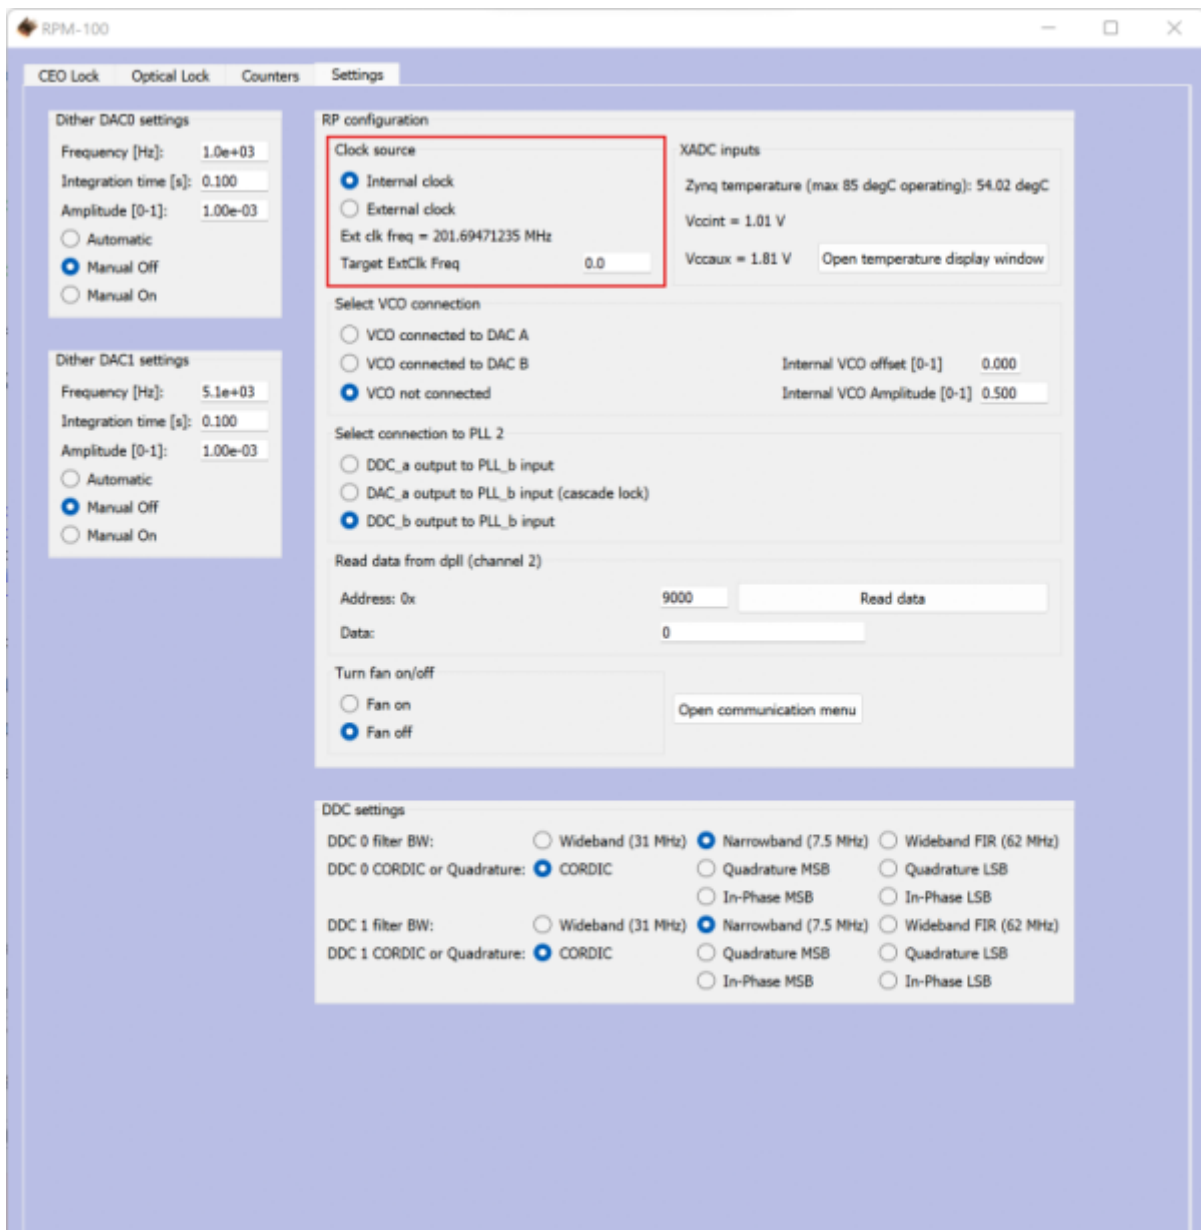 RPM-100
CEO Lock Optical Lock Counters Settings
Dither DAC0 settings
Frequency [Hz]: 1.0e+03
Integration time [s]: 0.100
Amplitude [0-1]: 1.00e-03
Automatic
Manual Off
Manual On
Dither DAC1 settings
Frequency [Hz]: 5.1e+03
Integration time [s]: 0.100
Amplitude [0-1]: 1.00e-03
Automatic
Manual Off
Manual On
RP configuration
Clock source
Internal clock
External clock
Ext clk freq = 201.69471235 MHz
Target ExtClk Freq 0.0
XADC inputs
Zynq temperature (max 85 degC operating): 54.02 degC
Vccint = 1.01 V
Vccaux = 1.81 V Open temperature display window
Select VCO connection
VCO connected to DAC A
VCO connected to DAC B Internal VCO offset [0-1] 0.000
VCO not connected Internal VCO Amplitude [0-1] 0.500
Select connection to PLL 2
DDC_a output to PLL_b input
DAC_a output to PLL_b input (cascade lock)
DDC_b output to PLL_b input
Read data from dpll (channel 2)
Address: 0x 9000 Read data
Data: 0
Turn fan on/off
Fan on
Fan off
Open communication menu
DDC settings
DDC 0 filter BW: Wideband (31 MHz) Narrowband (7.5 MHz) Wideband FIR (62 MHz)
DDC 0 CORDIC or Quadrature: CORDIC Quadrature MSB Quadrature LSB
In-Phase MSB In-Phase LSB
DDC 1 filter BW: Wideband (31 MHz) Narrowband (7.5 MHz) Wideband FIR (62 MHz)
DDC 1 CORDIC or Quadrature: CORDIC Quadrature MSB Quadrature LSB
In-Phase MSB In-Phase LSB